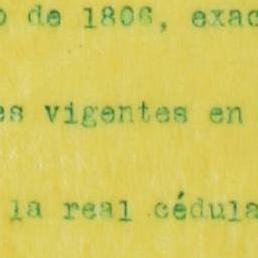 o de 1806, exac
es vigentes en
la real cédula